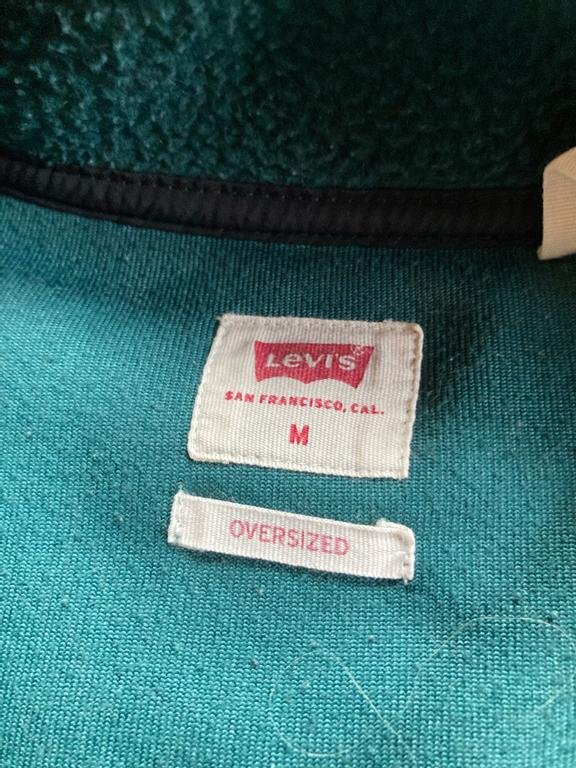 LEVI'S®
SAN FRANCISCO, CAL.
M
OVERSIZED